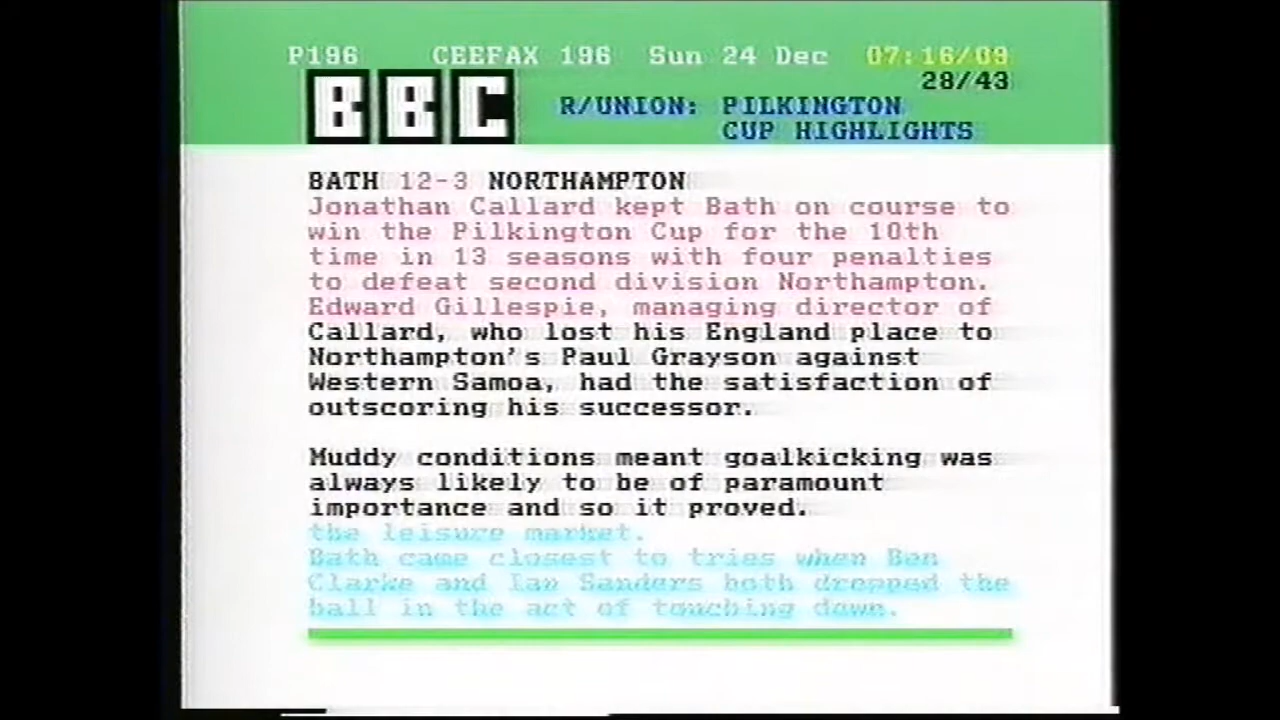 P196 CEEFAX 196 Sun 24 Dec 07:16/09
28/43
BBC R/UNION: PILKINGTON
CUP HIGHLIGHTS
BATH 12-3 NORTHAMPTON
Jonathan Callard kept Bath on course to
win the Pilkington Cup for the 10th
time in 13 seasons with four penalties
to defeat second division Northampton.
Edward Gillespie, managing director of
Callard, who lost his England place to
Northampton's Paul Grayson against
Western Samoa, had the satisfaction of
outscoring his successor.
Muddy conditions meant goalkicking was
always likely to be of paramount
importance and so it proved.
the leisure market.
Bath came closest to tries when Ben
Clarke and Ian Sanders both dropped the
ball in the act of touching down.